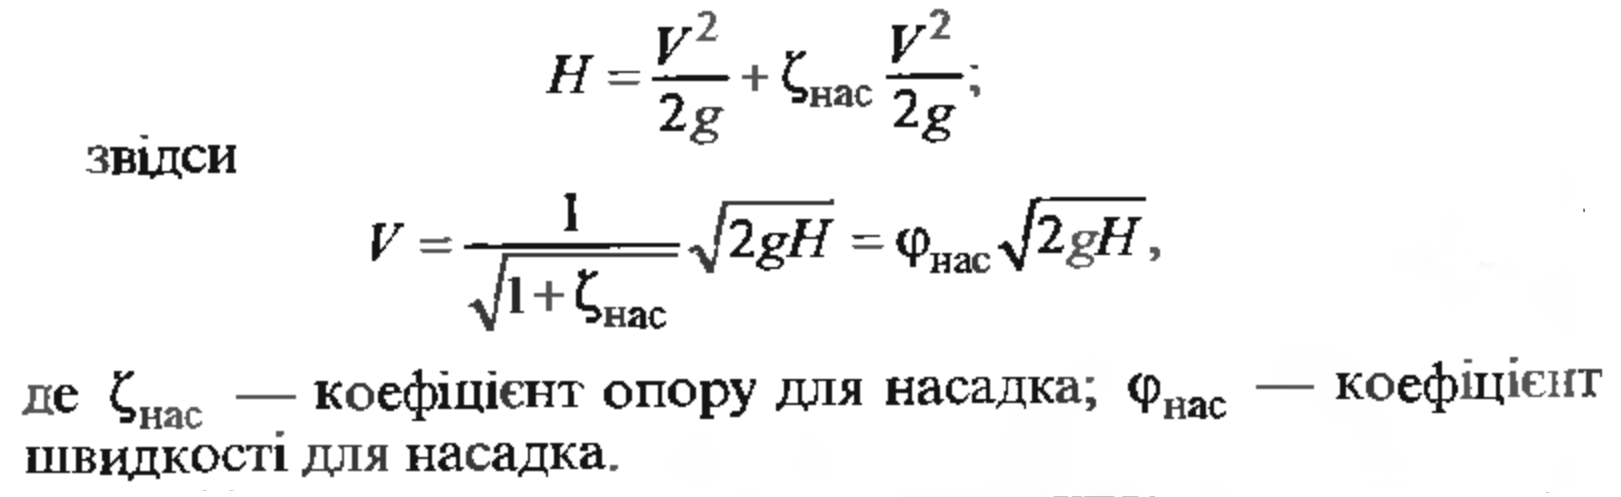 H = V²/2g + ζнас V²/2g;
звідси
V = 1/√(1 + ζнас) √(2gH) = φнас √(2gH),
де ζнас — коефіцієнт опору для насадка; φнас — коефіцієнт
швидкості для насадка.